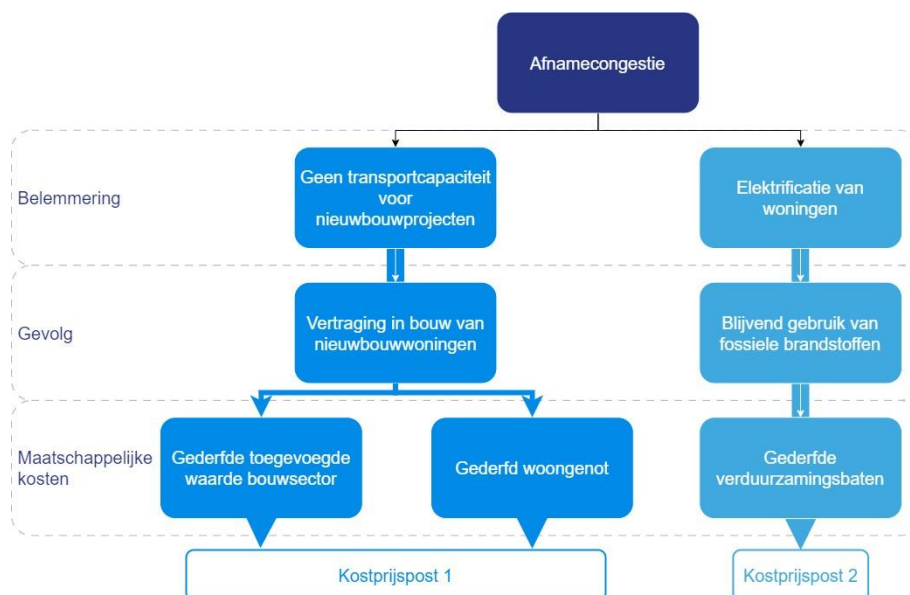 Afnamecongestie
Belemmering
Geen transportcapaciteit
voor
nieuwbouwprojecten
Elektrificatie van
woningen
Gevolg
Vertraging in bouw van
nieuwbouwwoningen
Blijvend gebruik van
fossiele brandstoffen
Maatschappelijke
kosten
Gederfde toegevoegde
waarde bouwsector
Gederfd woongenot
Gederfde
verduurzamingsbaten
Kostprijspost 1
Kostprijspost 2